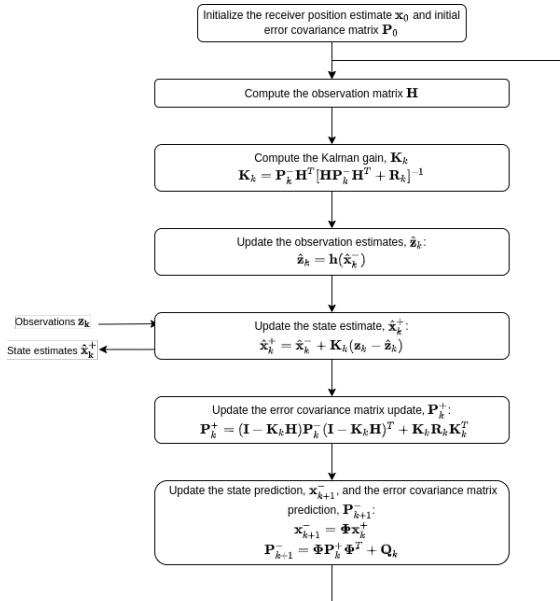 Initialize the receiver position estimate 𝐱₀ and initial
error covariance matrix 𝐏₀
Compute the observation matrix 𝐇
Compute the Kalman gain, 𝐊ₖ
𝐊ₖ = 𝐏ₖ⁻𝐇ᵀ[𝐇𝐏ₖ⁻𝐇ᵀ + 𝐑ₖ]⁻¹
Update the observation estimates, ẑₖ:
ẑₖ = 𝐡(x̂ₖ⁻)
Observations 𝐳ₖ
State estimates x̂ₖ⁺
Update the state estimate, x̂ₖ⁺:
x̂ₖ⁺ = x̂ₖ⁻ + 𝐊ₖ(𝐳ₖ − ẑₖ)
Update the error covariance matrix update, 𝐏ₖ⁺:
𝐏ₖ⁺ = (𝐈 − 𝐊ₖ𝐇)𝐏ₖ⁻(𝐈 − 𝐊ₖ𝐇)ᵀ + 𝐊ₖ𝐑ₖ𝐊ₖᵀ
Update the state prediction, 𝐱ₖ₊₁⁻, and the error covariance matrix
prediction, 𝐏ₖ₊₁⁻:
𝐱ₖ₊₁⁻ = 𝚽𝐱ₖ⁺
𝐏ₖ₊₁⁻ = 𝚽𝐏ₖ⁺𝚽ᵀ + 𝐐ₖ